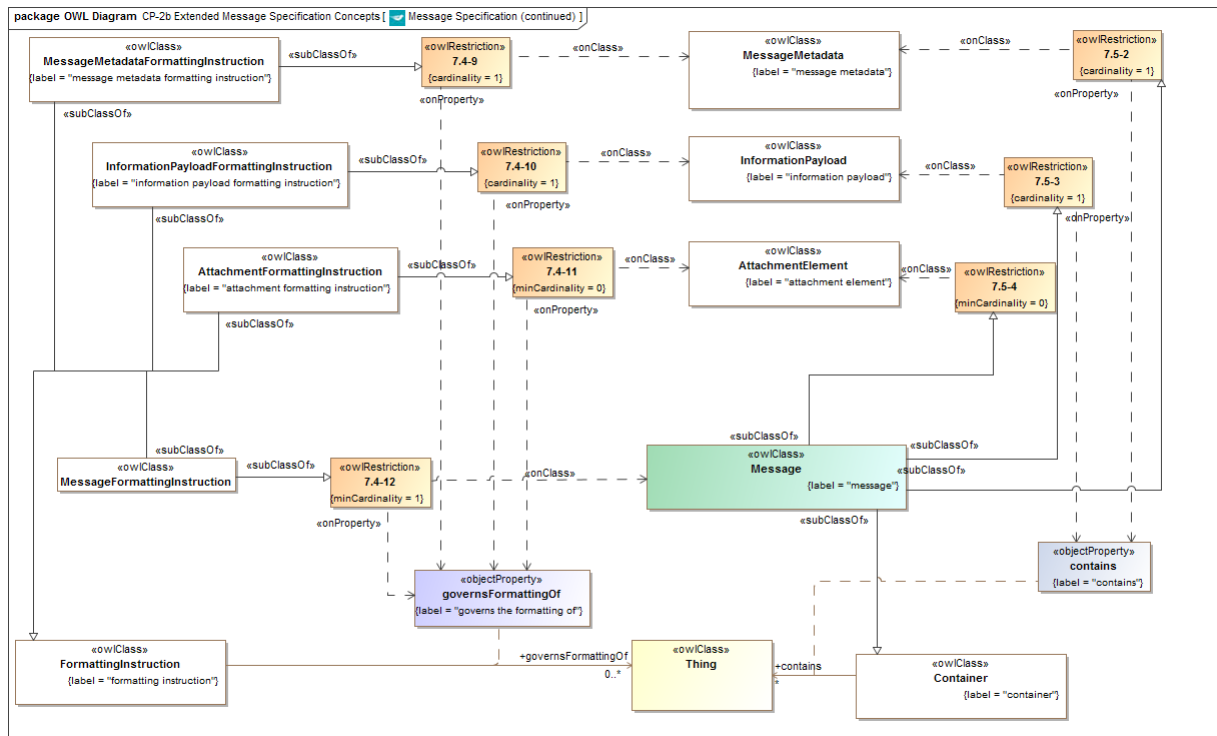 package OWL Diagram CP-2b Extended Message Specification Concepts [ Message Specification (continued) ]
«owlClass»
MessageMetadataFormattingInstruction
{label = "message metadata formatting instruction"}
«subClassOf»
«owlRestriction»
7.4-9
{cardinality = 1}
«onClass»
«owlClass»
MessageMetadata
{label = "message metadata"}
«onClass»
«owlRestriction»
7.5-2
{cardinality = 1}
«subClassOf»
«onProperty»
«onProperty»
«owlClass»
InformationPayloadFormattingInstruction
{label = "information payload formatting instruction"}
«subClassOf»
«owlRestriction»
7.4-10
{cardinality = 1}
«onClass»
«owlClass»
InformationPayload
{label = "information payload"}
«onClass»
«owlRestriction»
7.5-3
{cardinality = 1}
«subClassOf»
«onProperty»
«onProperty»
«owlClass»
AttachmentFormattingInstruction
{label = "attachment formatting instruction"}
«subClassOf»
«owlRestriction»
7.4-11
{minCardinality = 0}
«onClass»
«owlClass»
AttachmentElement
{label = "attachment element"}
«onClass»
«owlRestriction»
7.5-4
{minCardinality = 0}
«subClassOf»
«onProperty»
«subClassOf»
«owlClass»
MessageFormattingInstruction
«subClassOf»
«owlRestriction»
7.4-12
{minCardinality = 1}
«onClass»
«subClassOf»
«subClassOf»
«subClassOf»
«owlClass»
Message
{label = "message"}
«onProperty»
«subClassOf»
«objectProperty»
governsFormattingOf
{label = "governs the formatting of"}
«objectProperty»
contains
{label = "contains"}
«owlClass»
FormattingInstruction
{label = "formatting instruction"}
+governsFormattingOf
0..*
«owlClass»
Thing
+contains
*
«owlClass»
Container
{label = "container"}